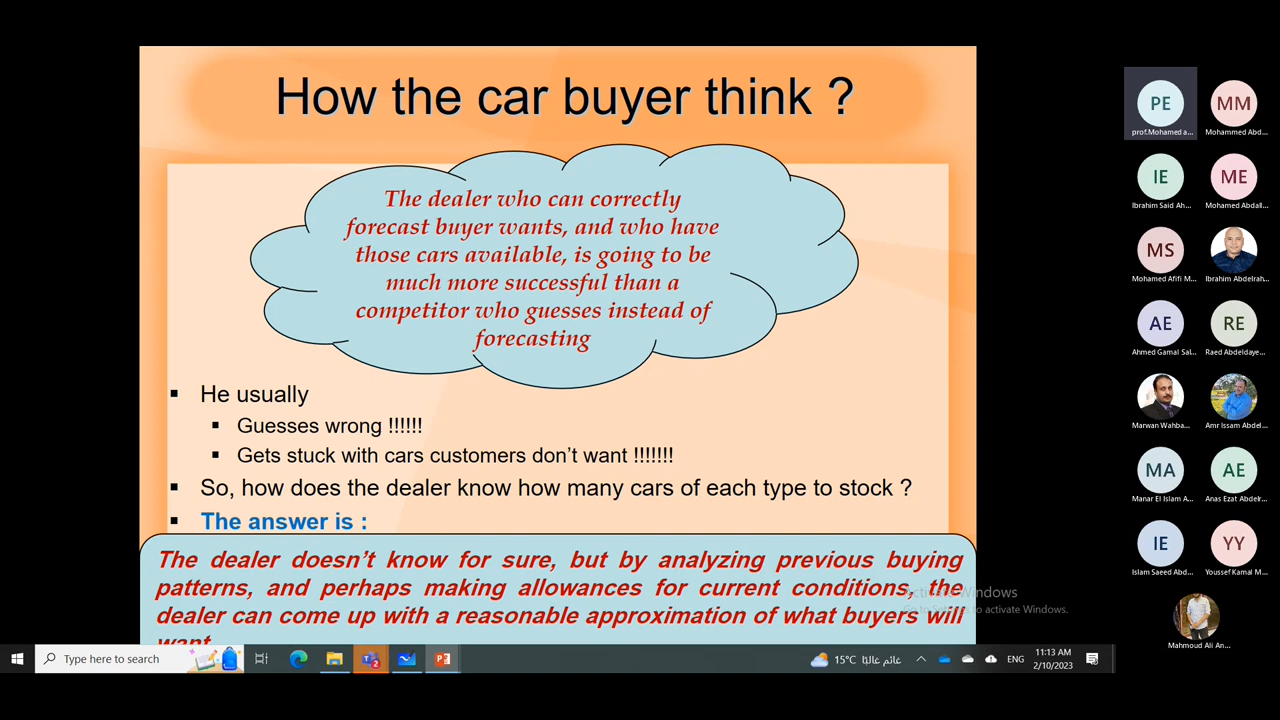 How the car buyer think ?
The dealer who can correctly
forecast buyer wants, and who have
those cars available, is going to be
much more successful than a
competitor who guesses instead of
forecasting
▪ He usually
▪ Guesses wrong !!!!!!
▪ Gets stuck with cars customers don't want !!!!!!!
▪ So, how does the dealer know how many cars of each type to stock ?
▪ The answer is :
The dealer doesn't know for sure, but by analyzing previous buying
patterns, and perhaps making allowances for current conditions, the
dealer can come up with a reasonable approximation of what buyers will
want
Activate Windows
Go to Settings to activate Windows.
PE
prof.Mohamed a...
MM
Mohammed Abd...
IE
Ibrahim Said Ah...
ME
Mohamed Abdall...
MS
Mohamed Afifi M...
Ibrahim Abdelrah...
AE
Ahmed Gamal Sal...
RE
Raed Abdeldaye...
Marwan Wahba...
Amr Issam Abdel...
MA
Manar El Islam A...
AE
Anas Ezat Abdelr...
IE
Islam Saeed Abd...
YY
Youssef Kamal M...
Mahmoud Ali An...
Type here to search
15°C غائم غالبًا
ENG
11:13 AM
2/10/2023